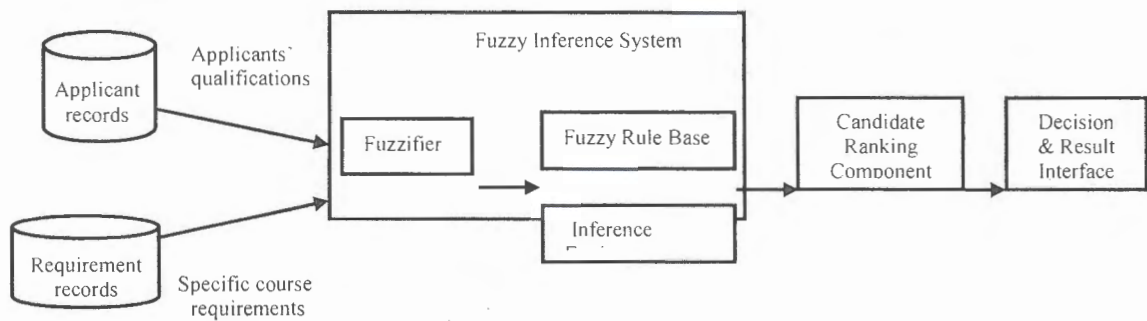 Fuzzy Inference System
Applicants`
qualifications
Applicant
records
Fuzzifier
Fuzzy Rule Base
Candidate
Ranking
Component
Decision
& Result
Interface
Inference
Requirement
records
Specific course
requirements